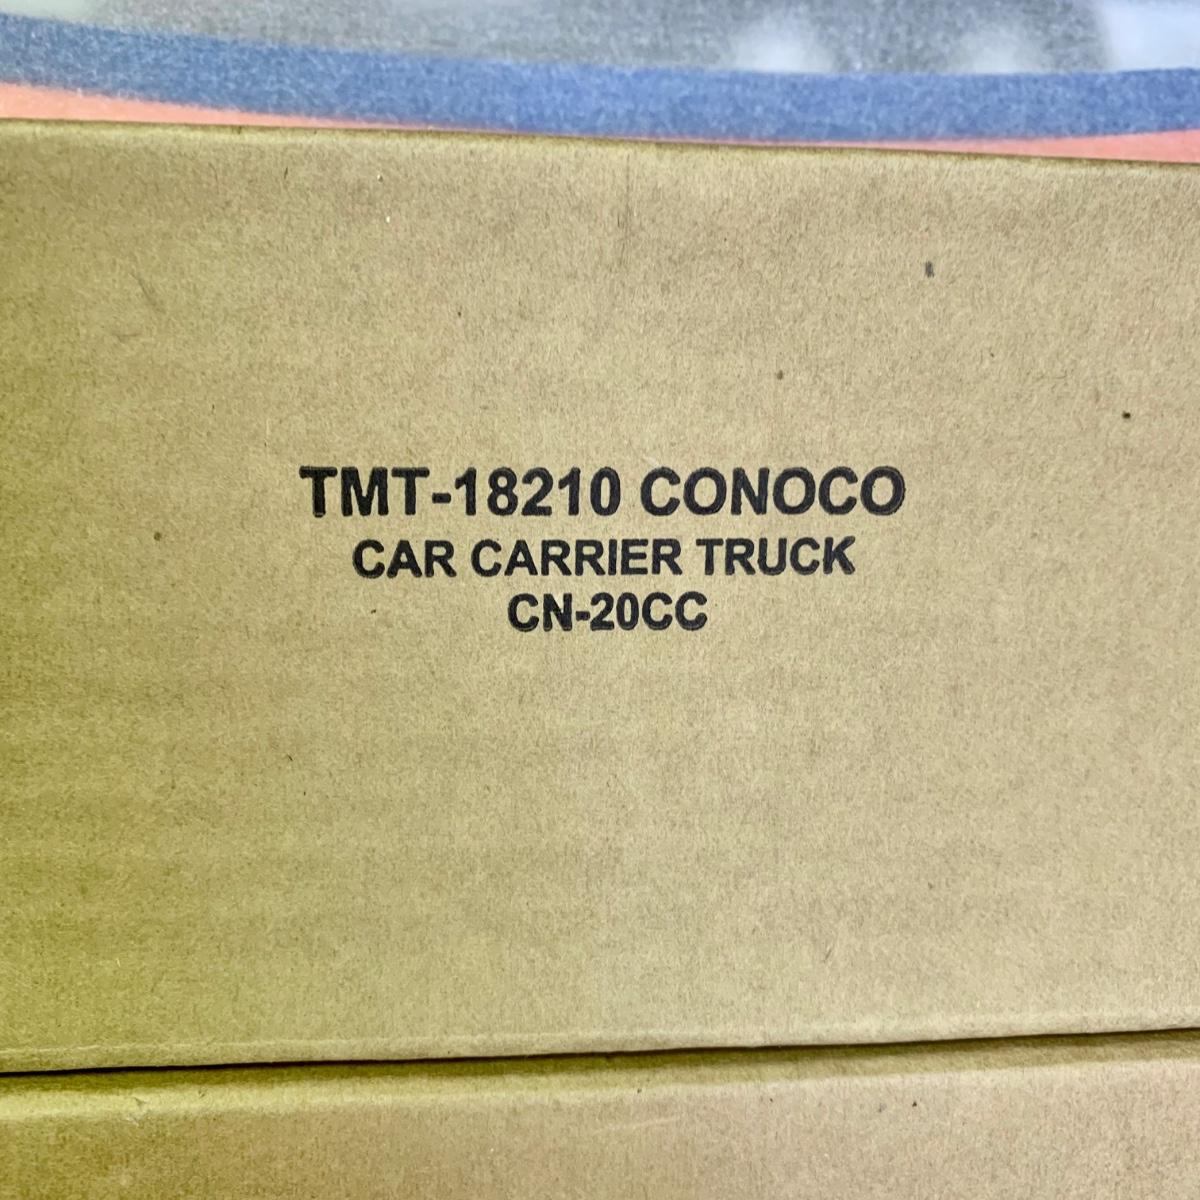 TMT-18210 CONOCO
CAR CARRIER TRUCK
CN-20CC